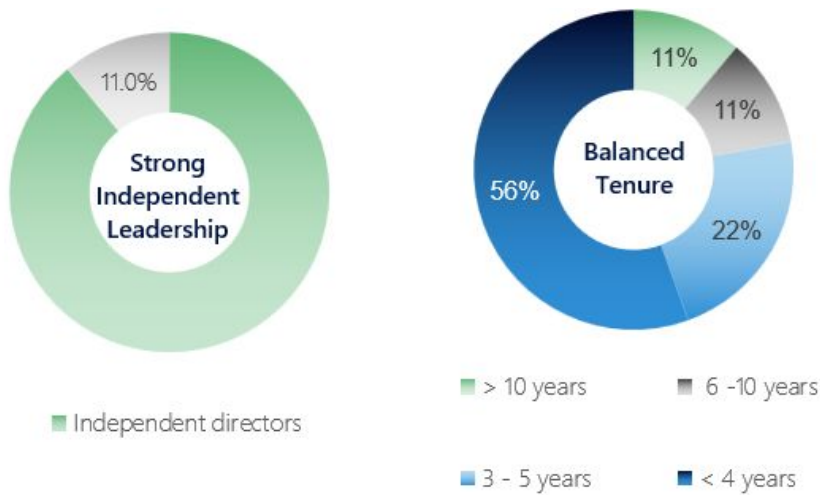 11.0%
Strong
Independent
Leadership
Independent directors
11%
11%
22%
56%
Balanced
Tenure
> 10 years
6 -10 years
3 - 5 years
< 4 years